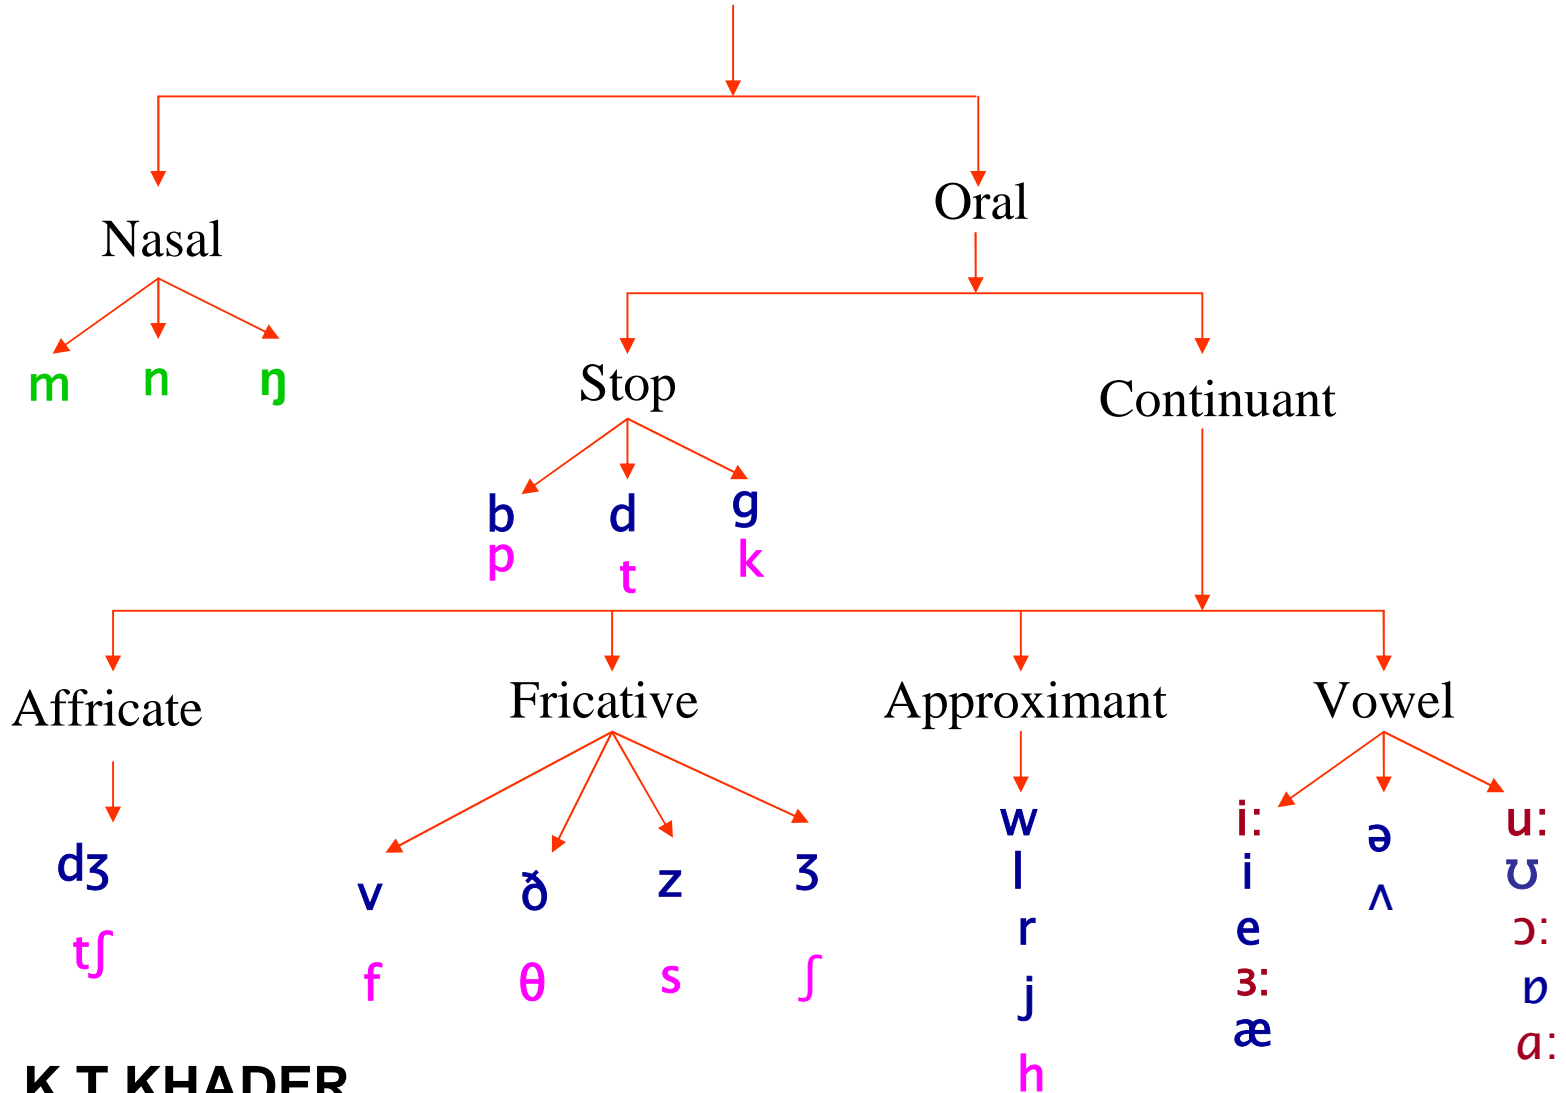 Oral
Nasal
m n ŋ
Stop
Continuant
b d g
p t k
Affricate Fricative Approximant Vowel
dʒ
tʃ
v ð z ʒ
f θ s ʃ
w
l
r
j
h
i:
i
e
ɜ:
æ
ə
ʌ
u:
ʊ
ɔ:
ɒ
ɑ:
K T KHADER